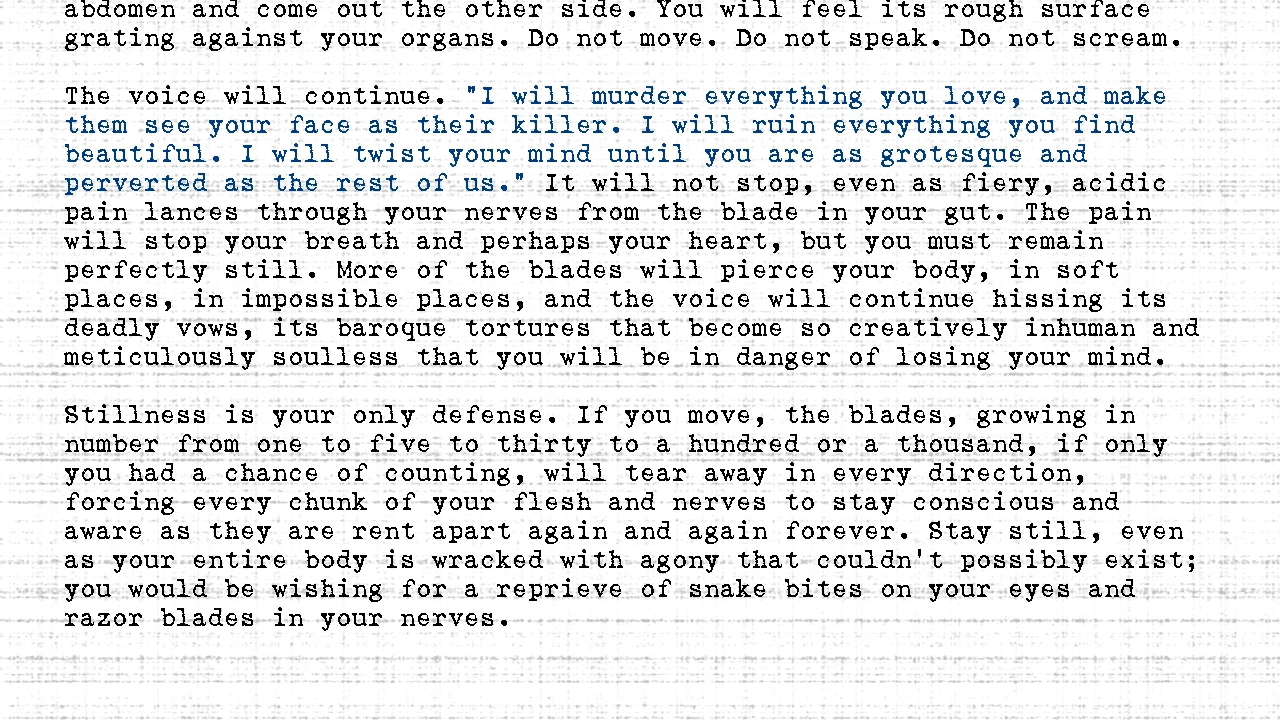 abdomen and come out the other side. You will feel its rough surface
grating against your organs. Do not move. Do not speak. Do not scream.
The voice will continue. "I will murder everything you love, and make
them see your face as their killer. I will ruin everything you find
beautiful. I will twist your mind until you are as grotesque and
perverted as the rest of us." It will not stop, even as fiery, acidic
pain lances through your nerves from the blade in your gut. The pain
will stop your breath and perhaps your heart, but you must remain
perfectly still. More of the blades will pierce your body, in soft
places, in impossible places, and the voice will continue hissing its
deadly vows, its baroque tortures that become so creatively inhuman and
meticulously soulless that you will be in danger of losing your mind.
Stillness is your only defense. If you move, the blades, growing in
number from one to five to thirty to a hundred or a thousand, if only
you had a chance of counting, will tear away in every direction,
forcing every chunk of your flesh and nerves to stay conscious and
aware as they are rent apart again and again forever. Stay still, even
as your entire body is wracked with agony that couldn't possibly exist;
you would be wishing for a reprieve of snake bites on your eyes and
razor blades in your nerves.